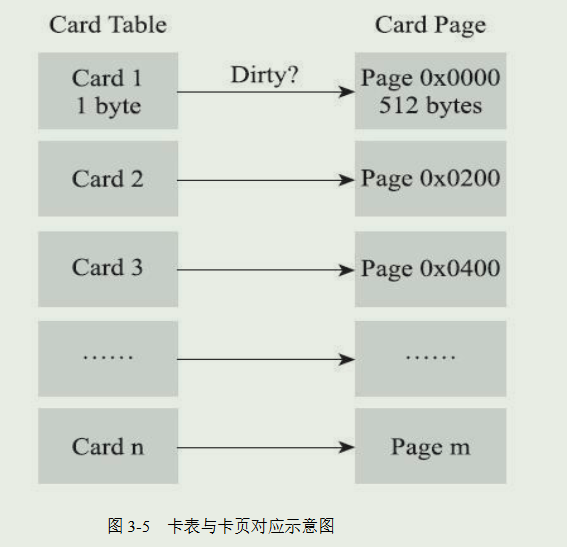 Card Table
Card Page
Card 1
1 byte
Dirty?
Page 0x0000
512 bytes
Card 2
Page 0x0200
Card 3
Page 0x0400
……
……
Card n
Page m
图 3-5 卡表与卡页对应示意图